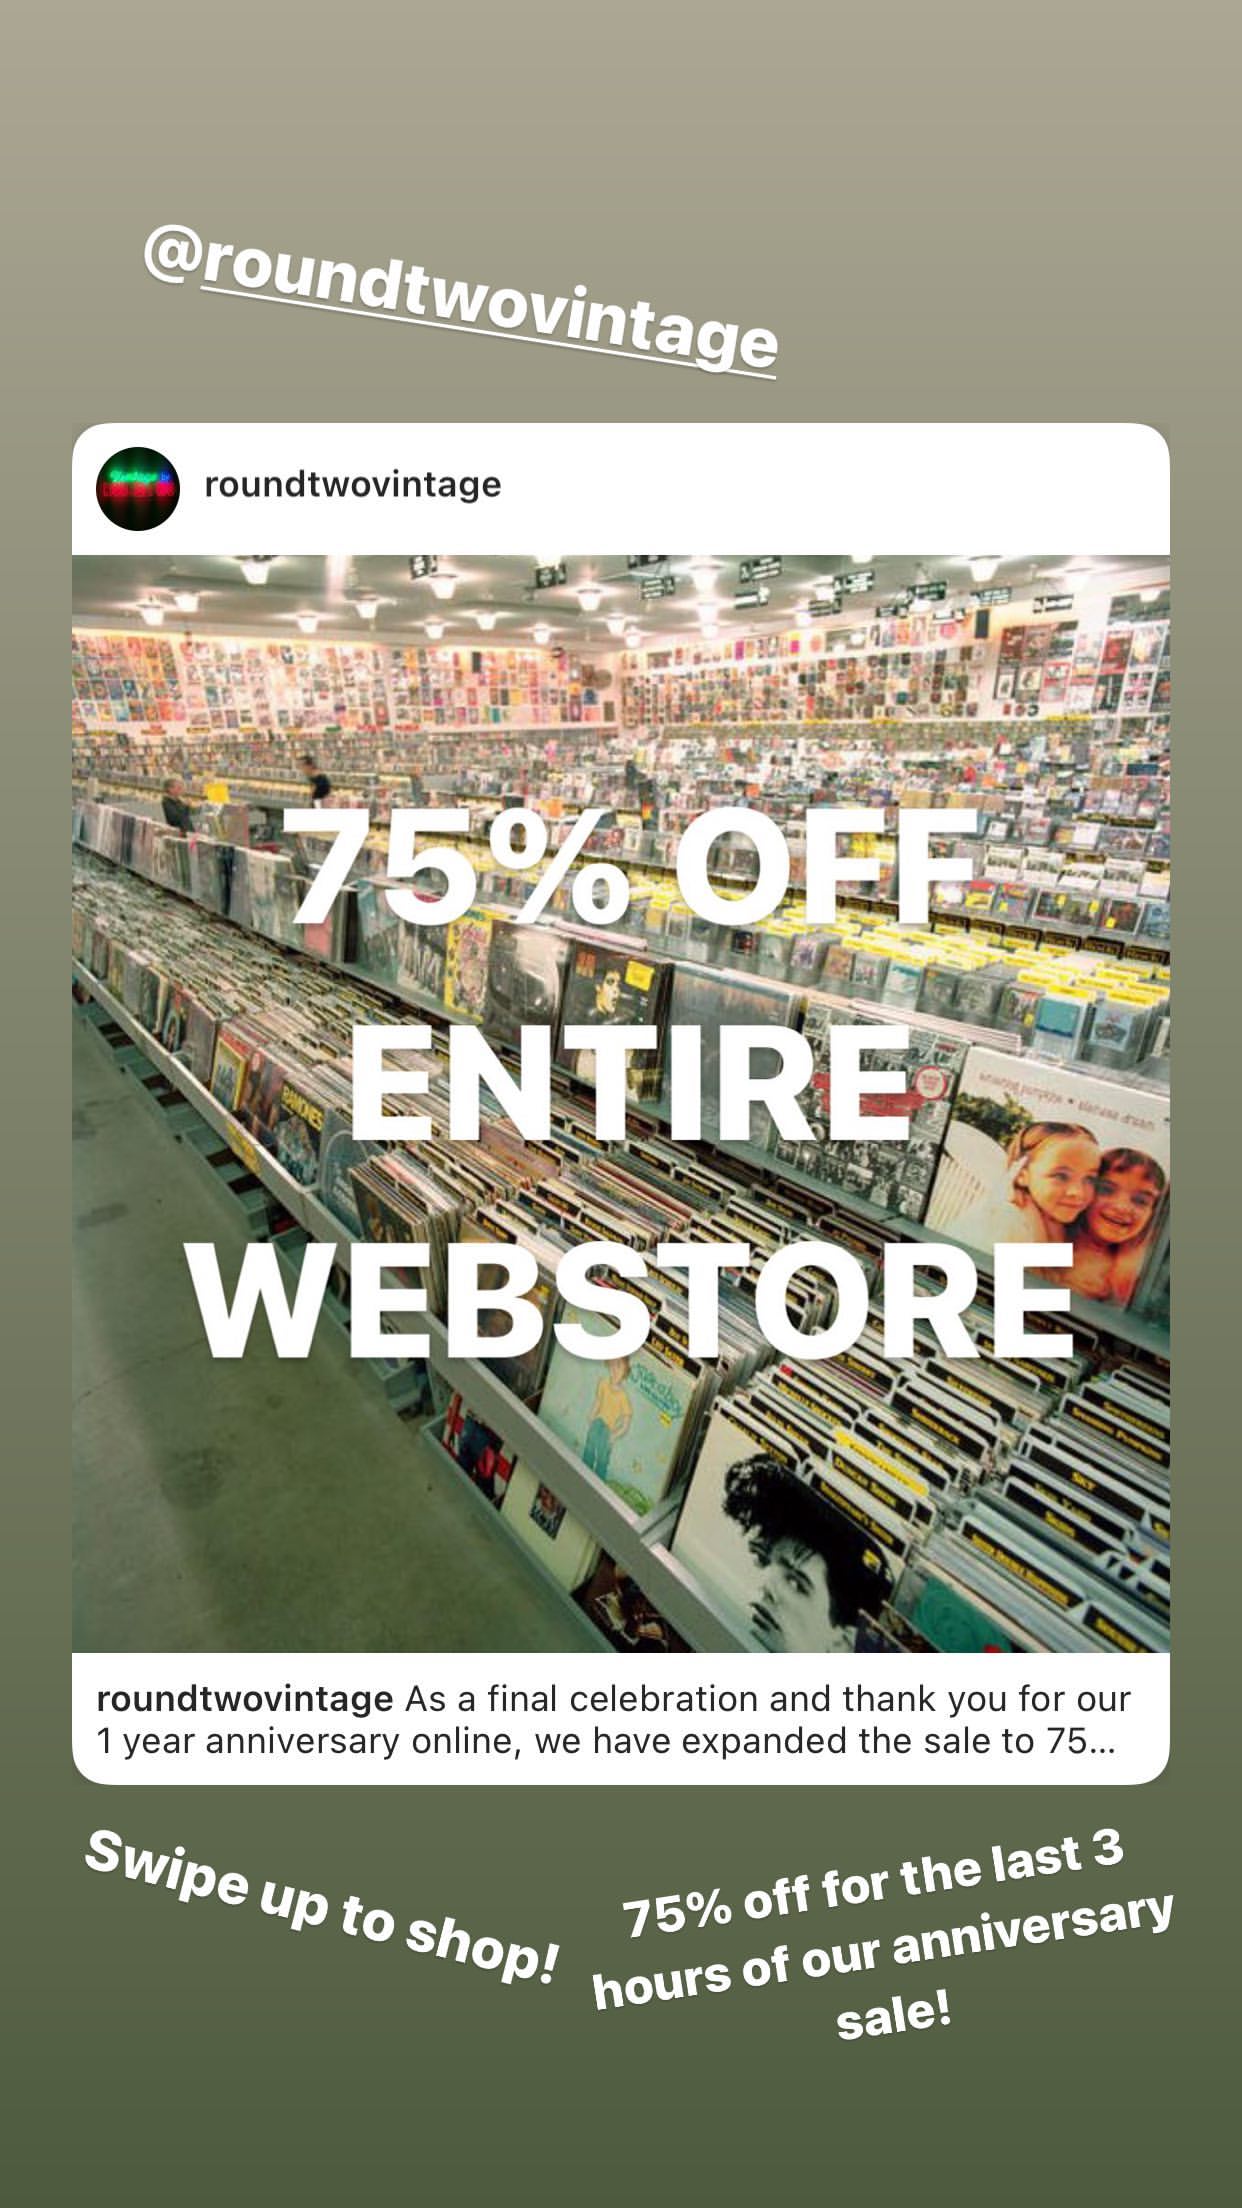 @roundtwovintage
roundtwovintage
75% OFF
ENTIRE
WEBSTORE
RAMONES
smashing pumpkins • siamese dream
SKY
roundtwovintage As a final celebration and thank you for our
1 year anniversary online, we have expanded the sale to 75...
Swipe up to shop!
75% off for the last 3
hours of our anniversary
sale!